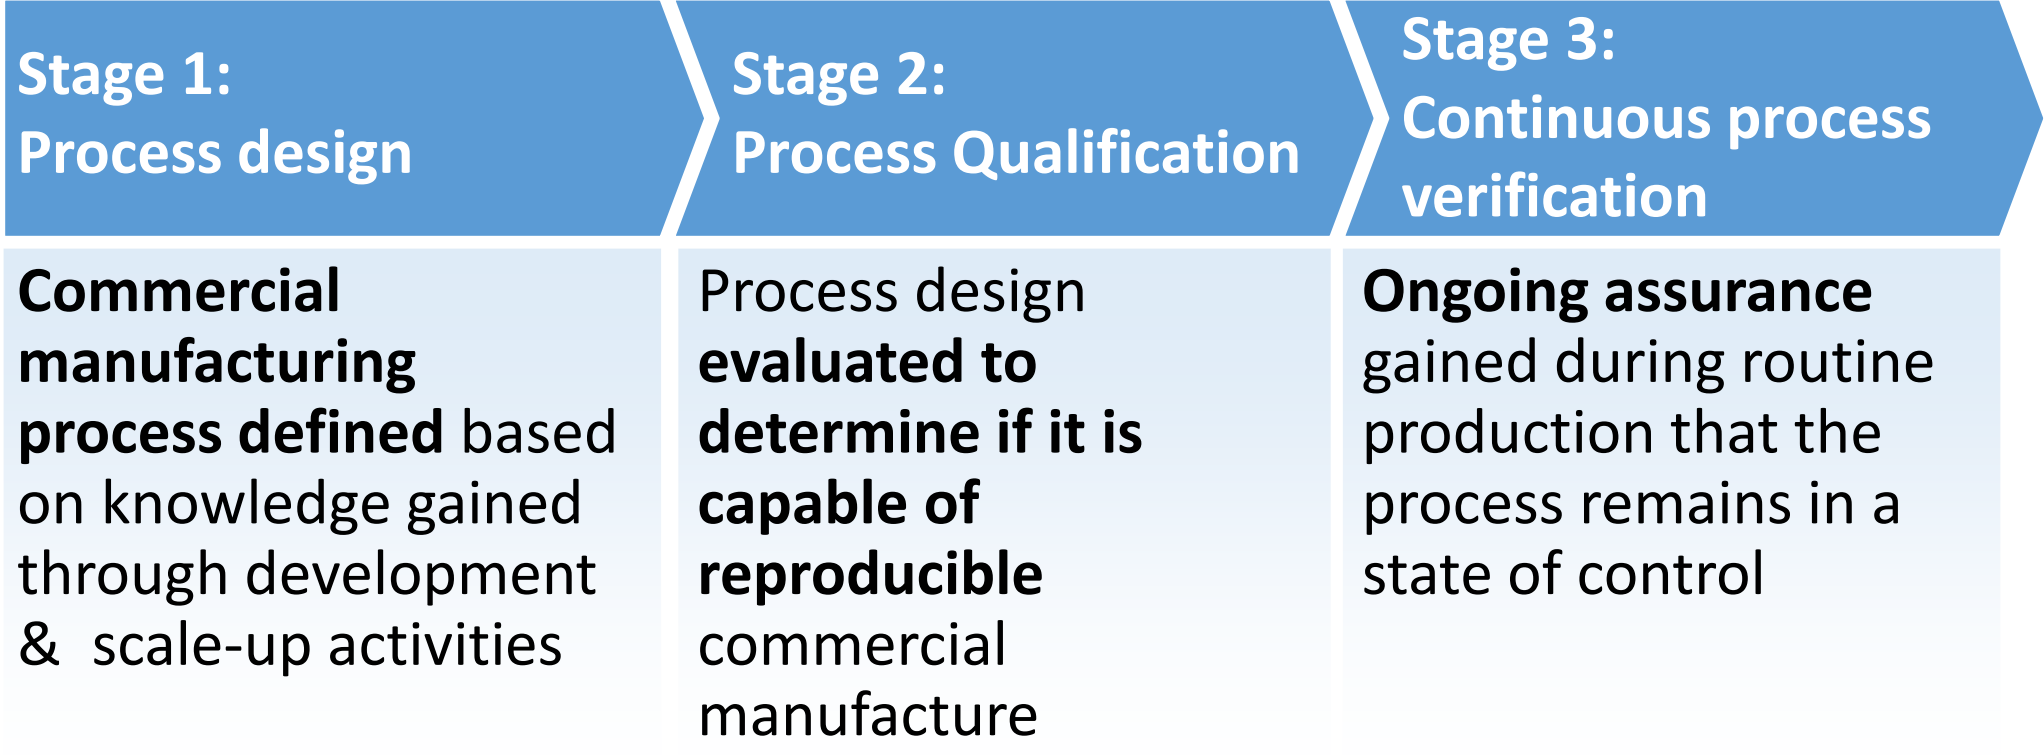 Stage 1:
Process design
Stage 2:
Process Qualification
Stage 3:
Continuous process
verification
Commercial
manufacturing
process defined based
on knowledge gained
through development
&  scale-up activities
Process design
evaluated to
determine if it is
capable of
reproducible
commercial
manufacture
Ongoing assurance
gained during routine
production that the
process remains in a
state of control